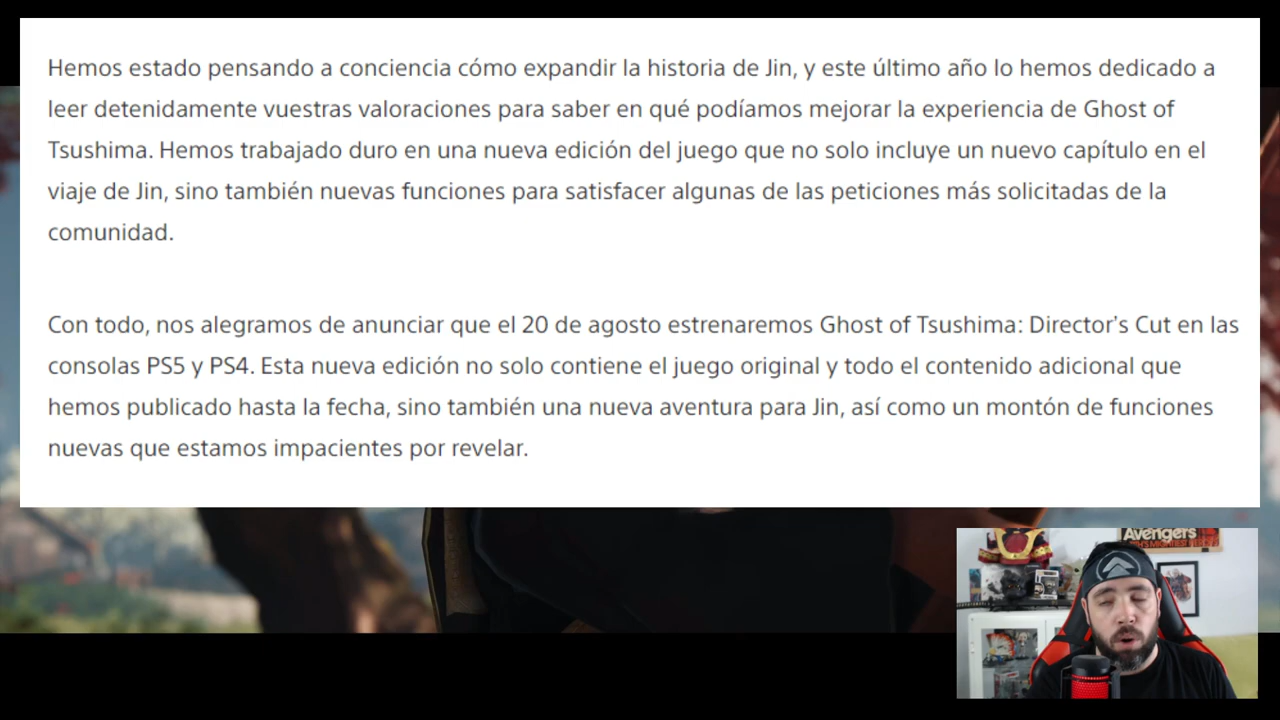 Hemos estado pensando a conciencia cómo expandir la historia de Jin, y este último año lo hemos dedicado a
leer detenidamente vuestras valoraciones para saber en qué podíamos mejorar la experiencia de Ghost of
Tsushima. Hemos trabajado duro en una nueva edición del juego que no solo incluye un nuevo capítulo en el
viaje de Jin, sino también nuevas funciones para satisfacer algunas de las peticiones más solicitadas de la
comunidad.
Con todo, nos alegramos de anunciar que el 20 de agosto estrenaremos Ghost of Tsushima: Director’s Cut en las
consolas PS5 y PS4. Esta nueva edición no solo contiene el juego original y todo el contenido adicional que
hemos publicado hasta la fecha, sino también una nueva aventura para Jin, así como un montón de funciones
nuevas que estamos impacientes por revelar.
Avengers